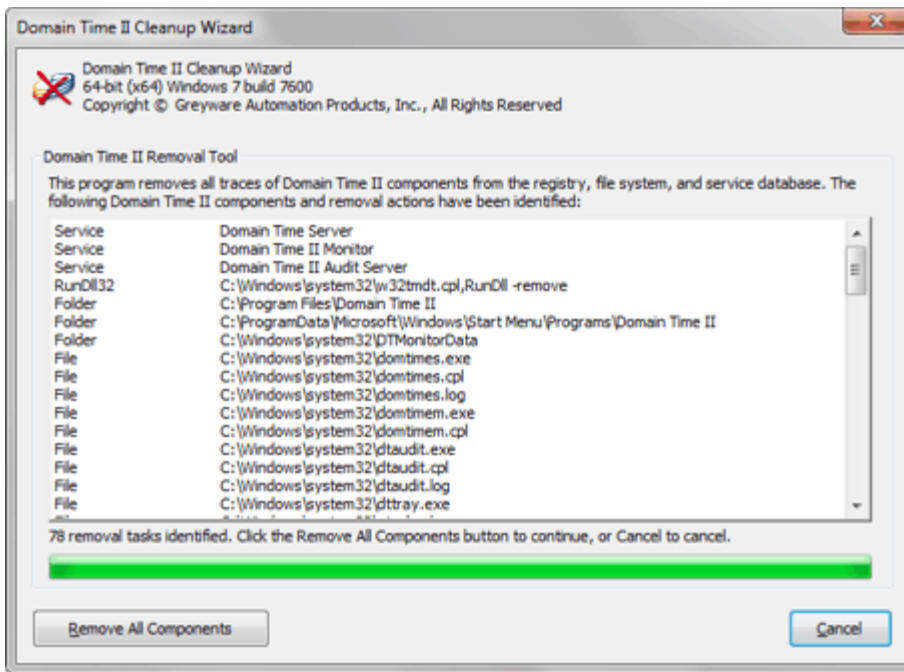 Domain Time II Cleanup Wizard
Domain Time II Cleanup Wizard
64-bit (x64) Windows 7 build 7600
Copyright © Greyware Automation Products, Inc., All Rights Reserved
Domain Time II Removal Tool
This program removes all traces of Domain Time II components from the registry, file system, and service database. The
following Domain Time II components and removal actions have been identified:
Service Domain Time Server
Service Domain Time II Monitor
Service Domain Time II Audit Server
RunDll32 C:\Windows\system32\w32tmdt.cpl,RunDll -remove
Folder C:\Program Files\Domain Time II
Folder C:\ProgramData\Microsoft\Windows\Start Menu\Programs\Domain Time II
Folder C:\Windows\system32\DTMonitorData
File C:\Windows\system32\domtimes.exe
File C:\Windows\system32\domtimes.cpl
File C:\Windows\system32\domtimes.log
File C:\Windows\system32\domtimem.exe
File C:\Windows\system32\domtimem.cpl
File C:\Windows\system32\dtaudit.exe
File C:\Windows\system32\dtaudit.cpl
File C:\Windows\system32\dtaudit.log
File C:\Windows\system32\dttray.exe
78 removal tasks identified. Click the Remove All Components button to continue, or Cancel to cancel.
Remove All Components
Cancel